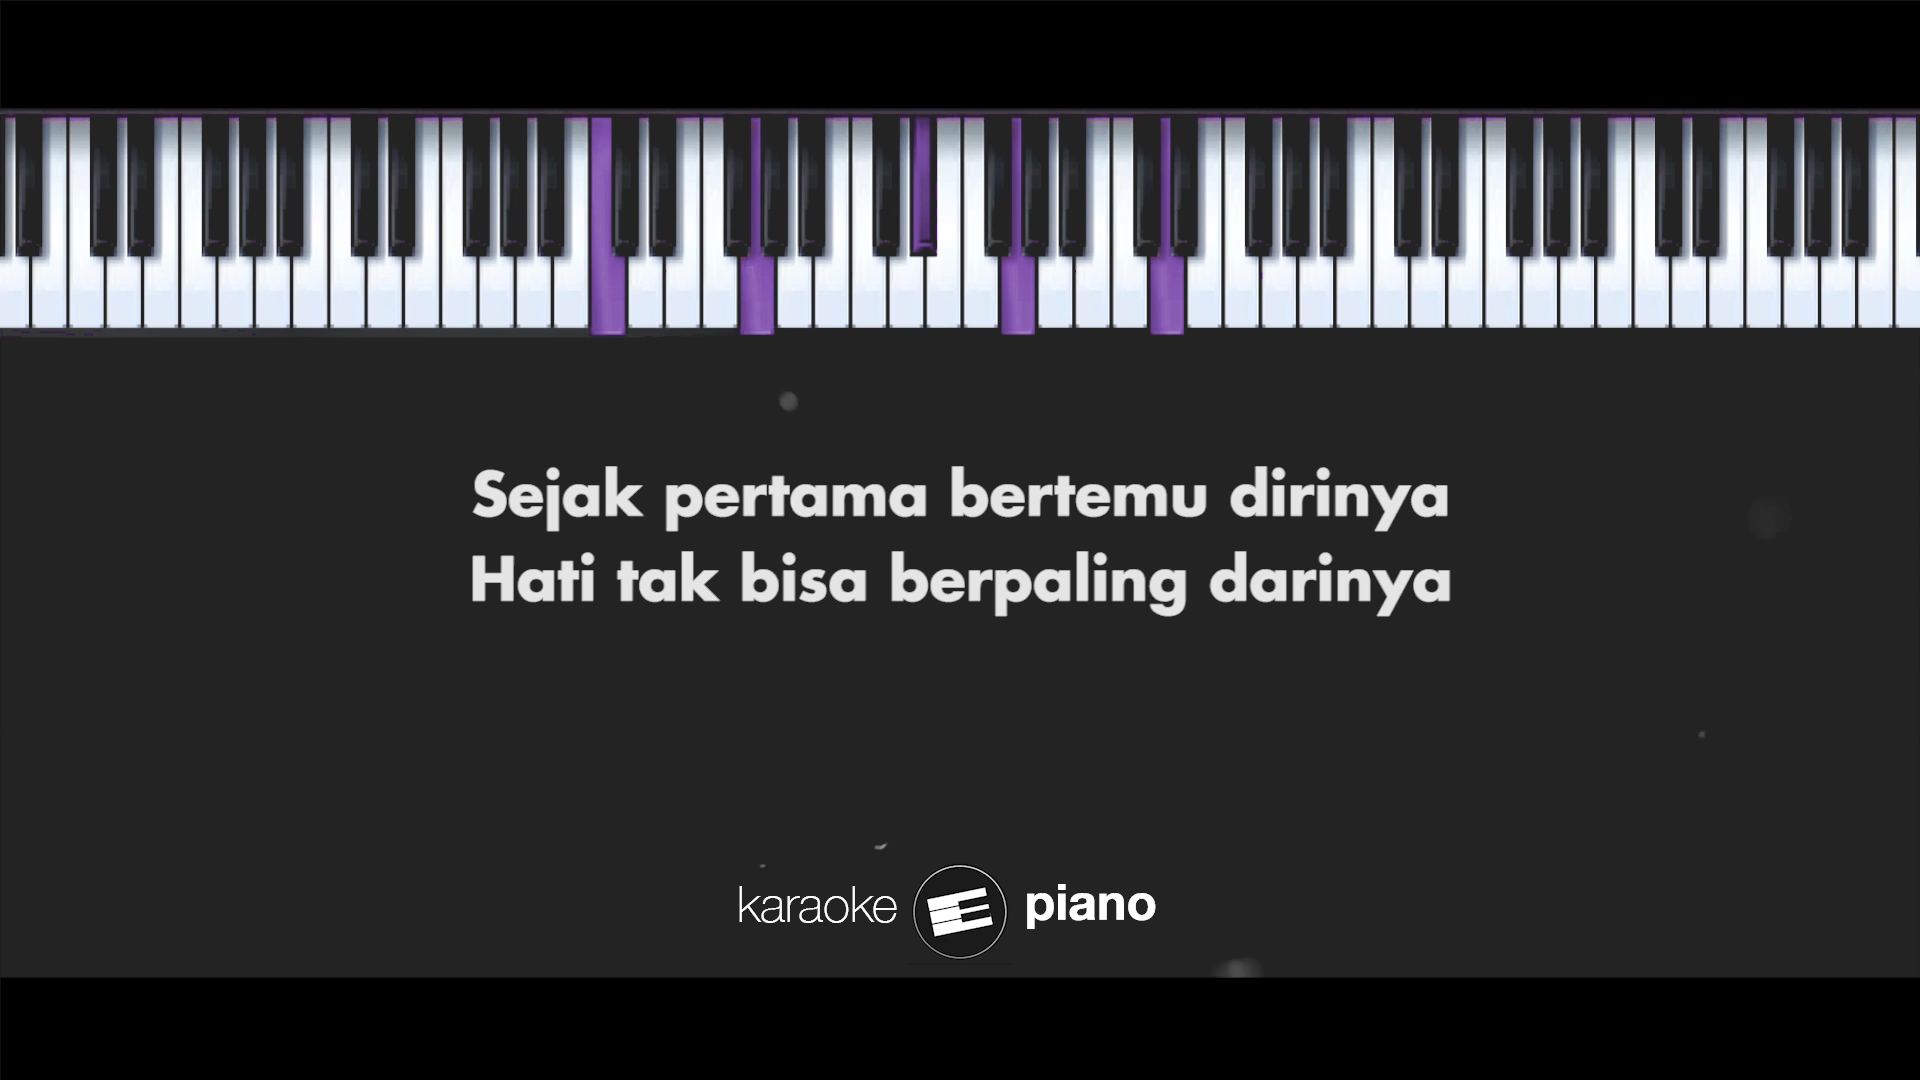 Sejak pertama bertemu dirinya
Hati tak bisa berpaling darinya
karaoke piano